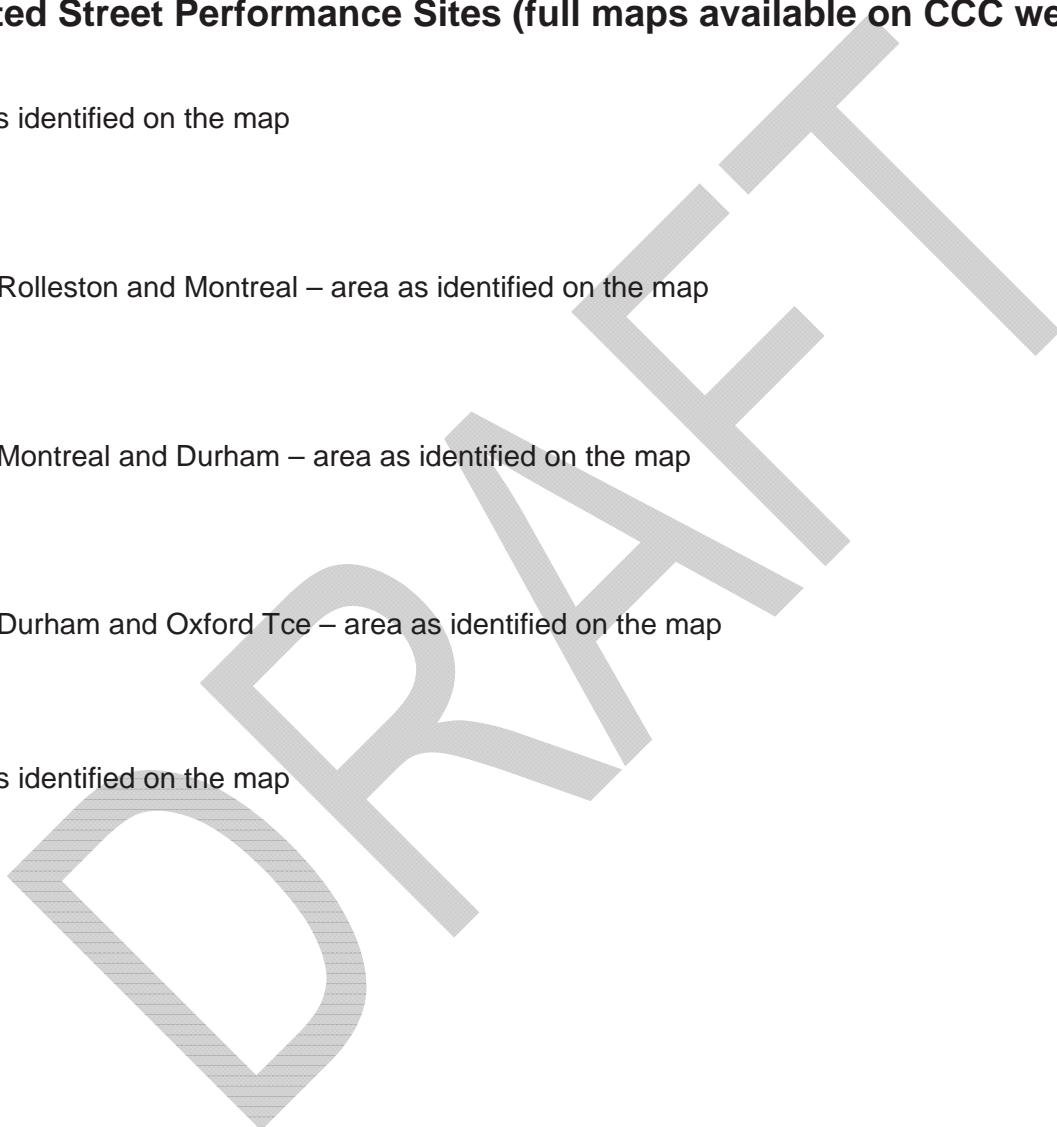 ted Street Performance Sites (full maps available on CCC we
s identified on the map
Rolleston and Montreal – area as identified on the map
Montreal and Durham – area as identified on the map
Durham and Oxford Tce – area as identified on the map
s identified on the map
DRAFT